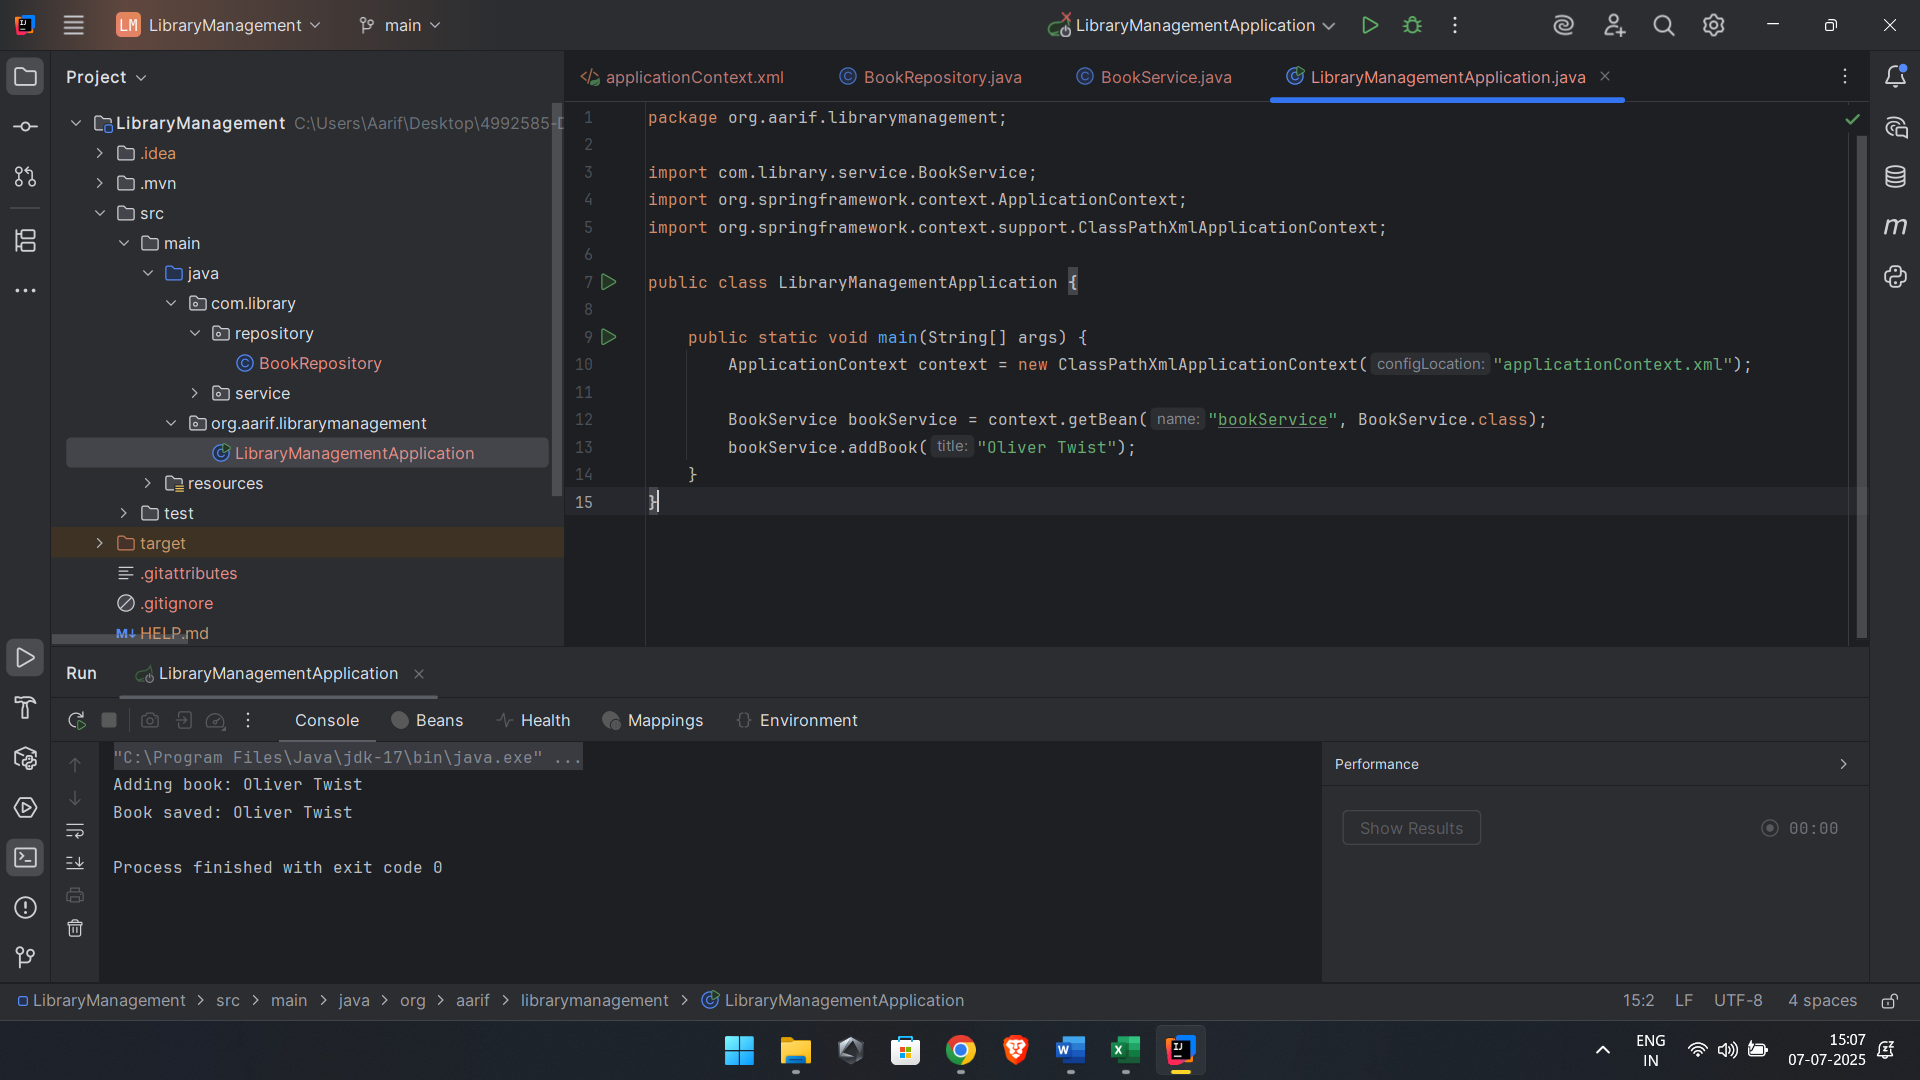 LM LibraryManagement main LibraryManagementApplication
Project
LibraryManagement C:\Users\Aarif\Desktop\4992585-D
.idea
.mvn
src
main
java
com.library
repository
BookRepository
service
org.aarif.librarymanagement
LibraryManagementApplication
resources
test
target
.gitattributes
.gitignore
M↓ HELP.md
applicationContext.xml BookRepository.java BookService.java LibraryManagementApplication.java
1 package org.aarif.librarymanagement;
2
3 import com.library.service.BookService;
4 import org.springframework.context.ApplicationContext;
5 import org.springframework.context.support.ClassPathXmlApplicationContext;
6
7 public class LibraryManagementApplication {
8
9 public static void main(String[] args) {
10 ApplicationContext context = new ClassPathXmlApplicationContext( configLocation: "applicationContext.xml");
11
12 BookService bookService = context.getBean( name: "bookService", BookService.class);
13 bookService.addBook( title: "Oliver Twist");
14 }
15 }
Run LibraryManagementApplication
Console Beans Health Mappings Environment
"C:\Program Files\Java\jdk-17\bin\java.exe" ...
Adding book: Oliver Twist
Book saved: Oliver Twist
Process finished with exit code 0
Performance
Show Results 00:00
LibraryManagement > src > main > java > org > aarif > librarymanagement > LibraryManagementApplication
15:2 LF UTF-8 4 spaces
ENG
IN
15:07
07-07-2025